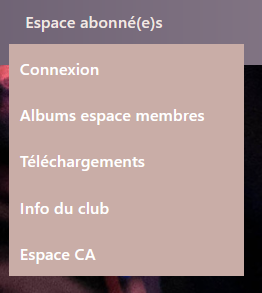 Espace abonné(e)s
Connexion
Albums espace membres
Téléchargements
Info du club
Espace CA